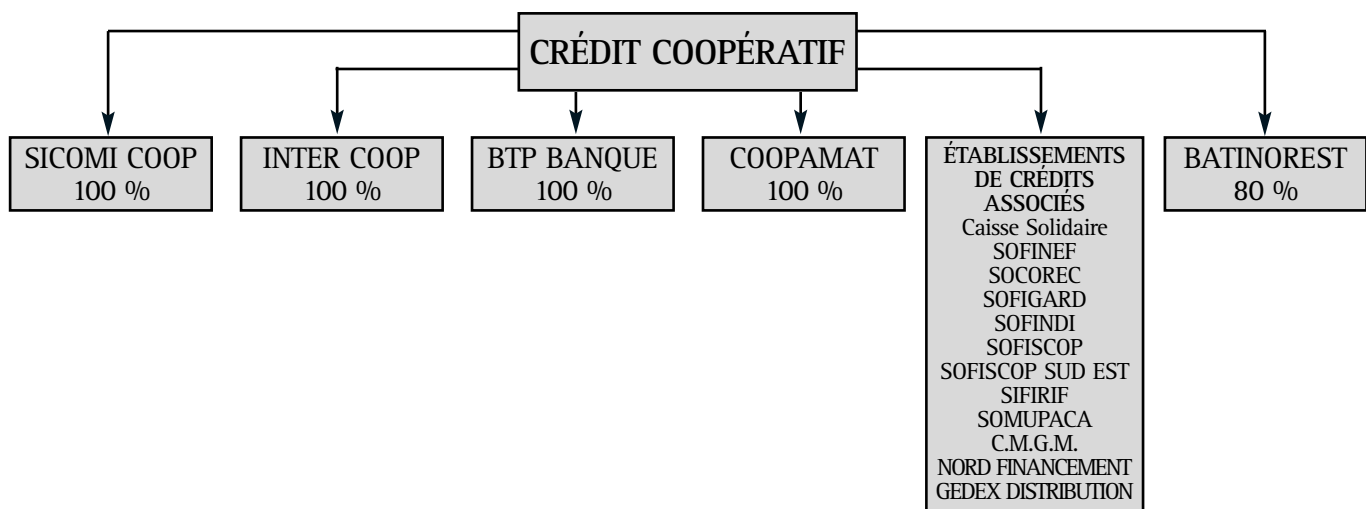 CRÉDIT COOPÉRATIF
SICOMI COOP
100 %
INTER COOP
100 %
BTP BANQUE
100 %
COOPAMAT
100 %
ÉTABLISSEMENTS
DE CRÉDITS
ASSOCIÉS
Caisse Solidaire
SOFINEF
SOCOREC
SOFIGARD
SOFINDI
SOFISCOP
SOFISCOP SUD EST
SIFIRIF
SOMUPACA
C.M.G.M.
NORD FINANCEMENT
GEDEX DISTRIBUTION
BATINOREST
80 %